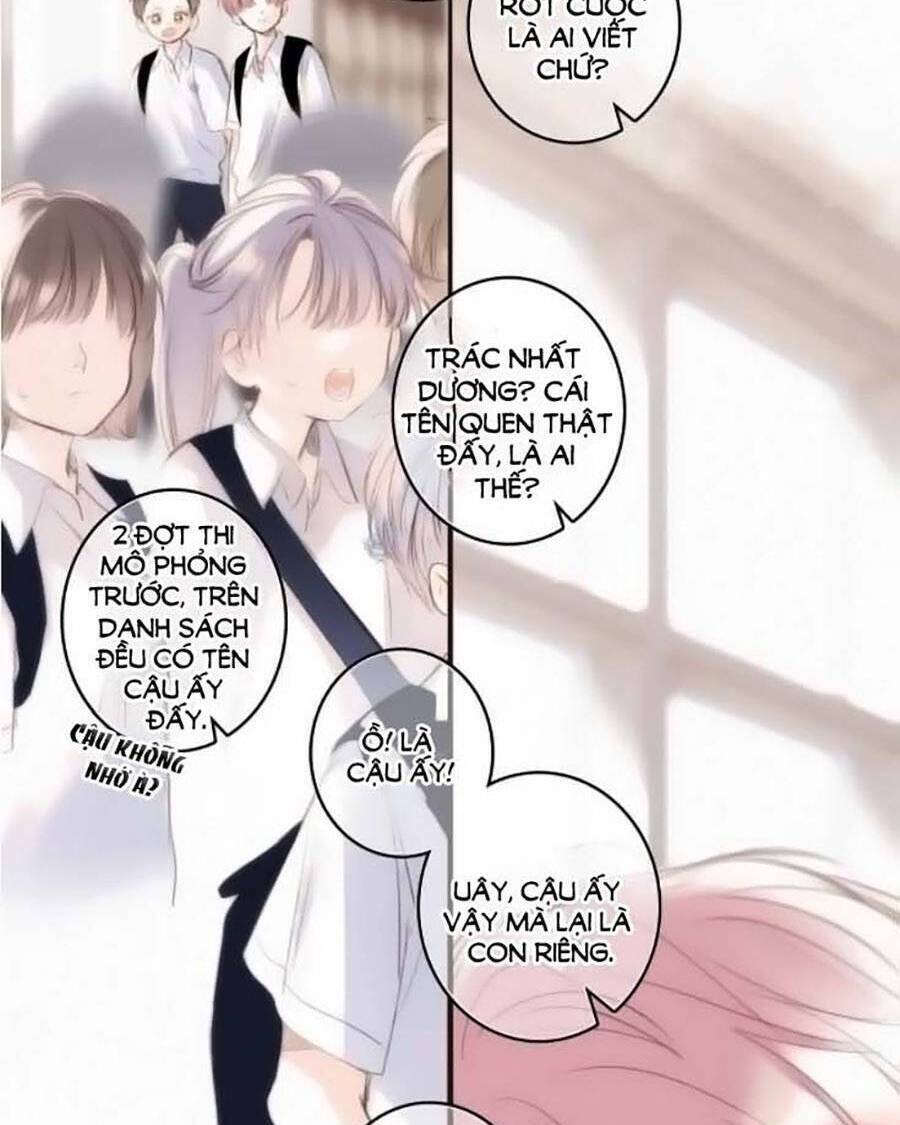 RỐT CUỘC
LÀ AI VIẾT
CHỨ?
TRÁC NHẤT
DƯƠNG? CÁI
TÊN QUEN THẬT
ĐẤY, LÀ AI
THẾ?
2 ĐỢT THI
MÔ PHỎNG
TRƯỚC, TRÊN
DANH SÁCH
ĐỀU CÓ TÊN
CẬU ẤY
ĐẤY.
CẬU KHÔNG
NHỚ À?
Ồ! LÀ
CẬU ẤY!
UÂY, CẬU ẤY
VẬY MÀ LẠI LÀ
CON RIÊNG.